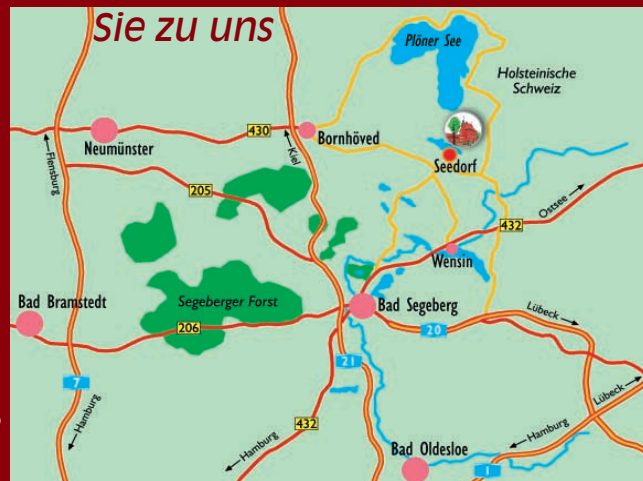 Sie zu uns
Plöner See
Holsteinische
Schweiz
430
Bornhöved
Neumünster
Kiel
Flensburg
Seedorf
205
Ostsee
432
Wensin
Bad Bramstedt
Segeberger Forst
Bad Segeberg
206
20
Lübeck
21
7
Hamburg
Lübeck
432
Hamburg
Hamburg
Bad Oldesloe
1